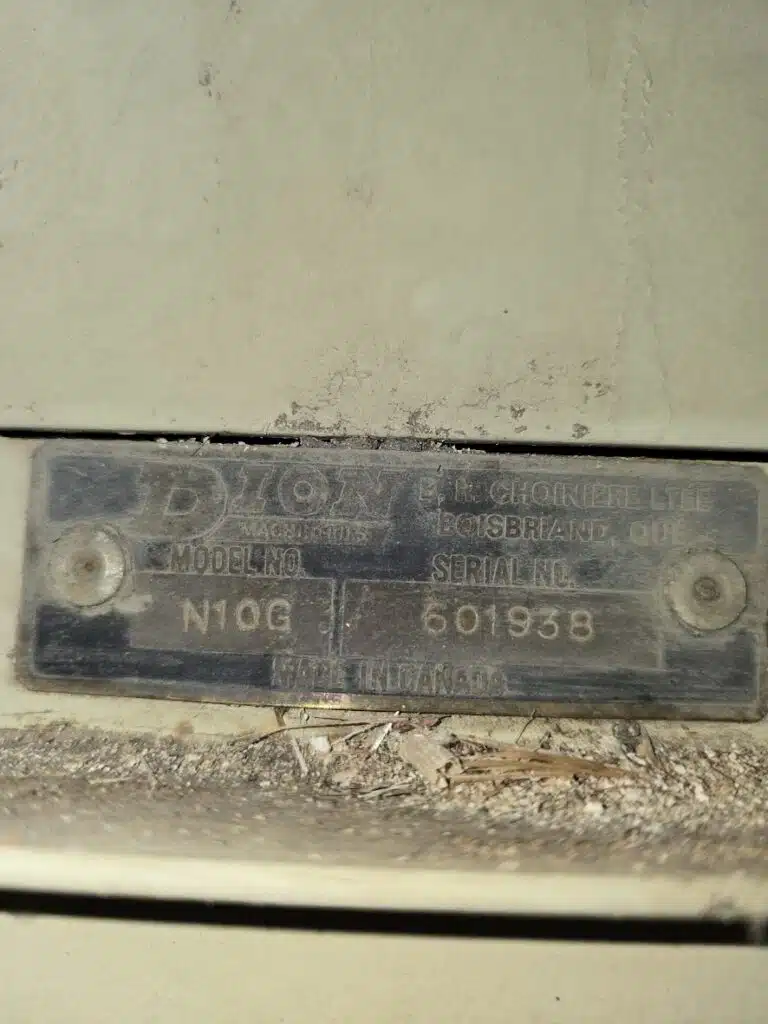 DION
MACHINERIES
B. H. CHOINIERE LTEE
BOISBRIAND, QUE.
MODEL NO.
SERIAL NO.
N10G
601938
MADE IN CANADA